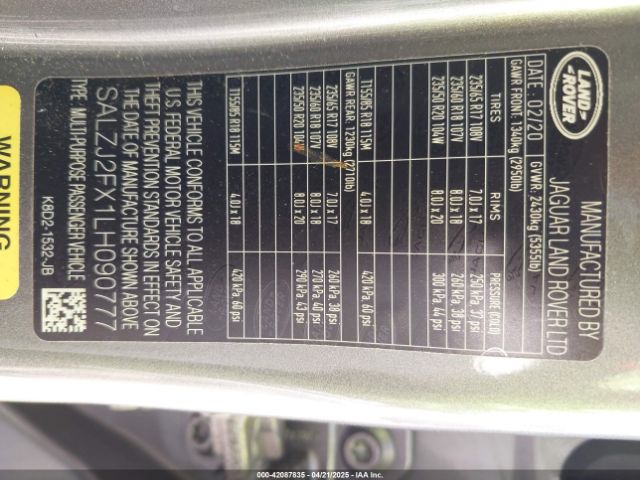 LAND-
ROVER
MANUFACTURED BY
JAGUAR LAND ROVER LTD
DATE: 02/20 GVWR: 2430kg (5355lb)
GAWR FRONT: 1340kg (2950lb)
TIRES RIMS PRESSURE (COLD)
235/65 R17 108V 7.0J x 17 250 kPa, 37 psi
235/60 R18 107V 8.0J x 18 260 kPa, 38 psi
235/50 R20 104W 8.0J x 20 300 kPa, 44 psi
T155/85 R18 115M 4.0J x 18 420 kPa, 60 psi
GAWR REAR: 1230kg (2710lb)
235/65 R17 108V 7.0J x 17 260 kPa, 38 psi
235/60 R18 107V 8.0J x 18 270 kPa, 40 psi
235/50 R20 104W 8.0J x 20 290 kPa, 43 psi
T155/85 R18 115M 4.0J x 18 420 kPa, 60 psi
THIS VEHICLE CONFORMS TO ALL APPLICABLE
U.S. FEDERAL MOTOR VEHICLE SAFETY AND
THEFT PREVENTION STANDARDS IN EFFECT ON
THE DATE OF MANUFACTURE SHOWN ABOVE
SALZJ2FX1LH090777
TYPE: MULTI-PURPOSE PASSENGER VEHICLE
K8D2-1532-JB
WARNING
000-42087835 - 04/21/2025 - IAA Inc.